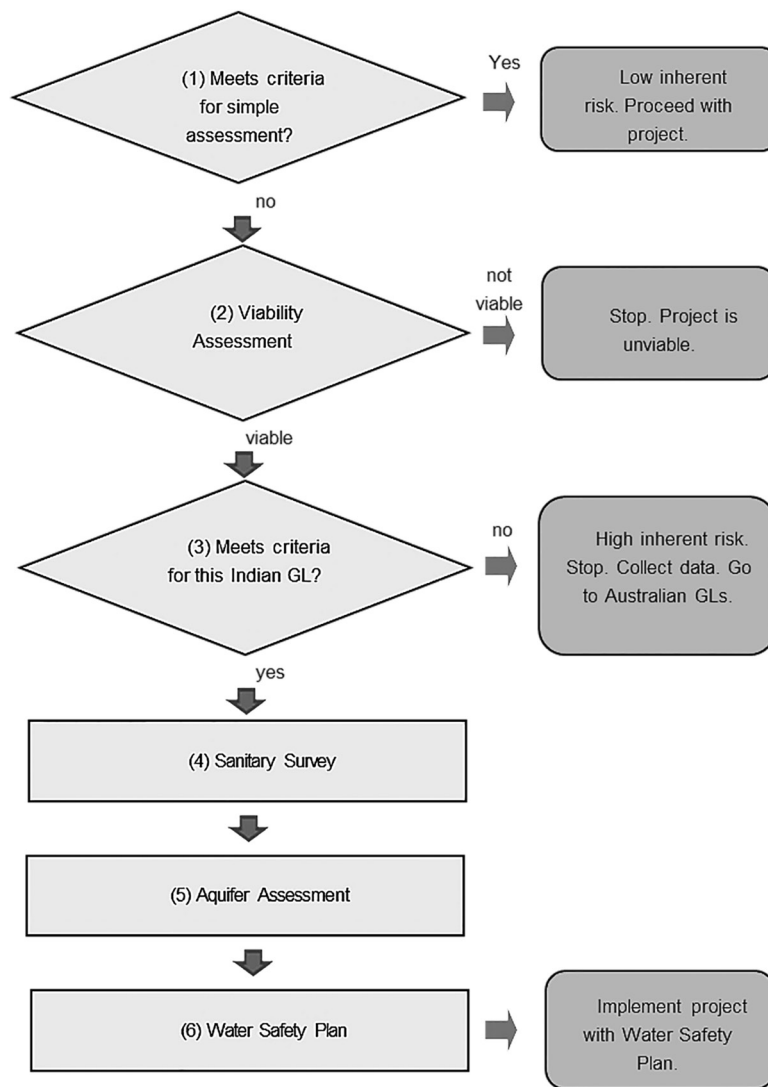 (1) Meets criteria
for simple
assessment?
Yes
Low inherent
risk. Proceed with
project.
no
(2) Viability
Assessment
not
viable
Stop. Project is
unviable.
viable
(3) Meets criteria
for this Indian GL?
no
High inherent risk.
Stop. Collect data. Go
to Australian GLs.
yes
(4) Sanitary Survey
(5) Aquifer Assessment
(6) Water Safety Plan
Implement project
with Water Safety
Plan.